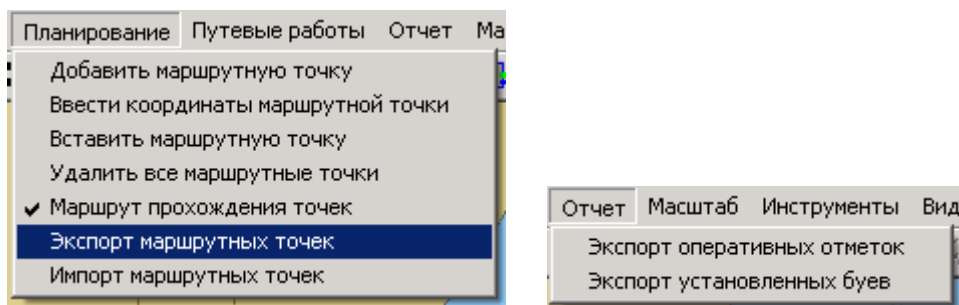 Планирование Путевые работы Отчет Ма
Добавить маршрутную точку
Ввести координаты маршрутной точки
Вставить маршрутную точку
Удалить все маршрутные точки
Маршрут прохождения точек
Экспорт маршрутных точек
Импорт маршрутных точек
Отчет Масштаб Инструменты Вид
Экспорт оперативных отметок
Экспорт установленных буев